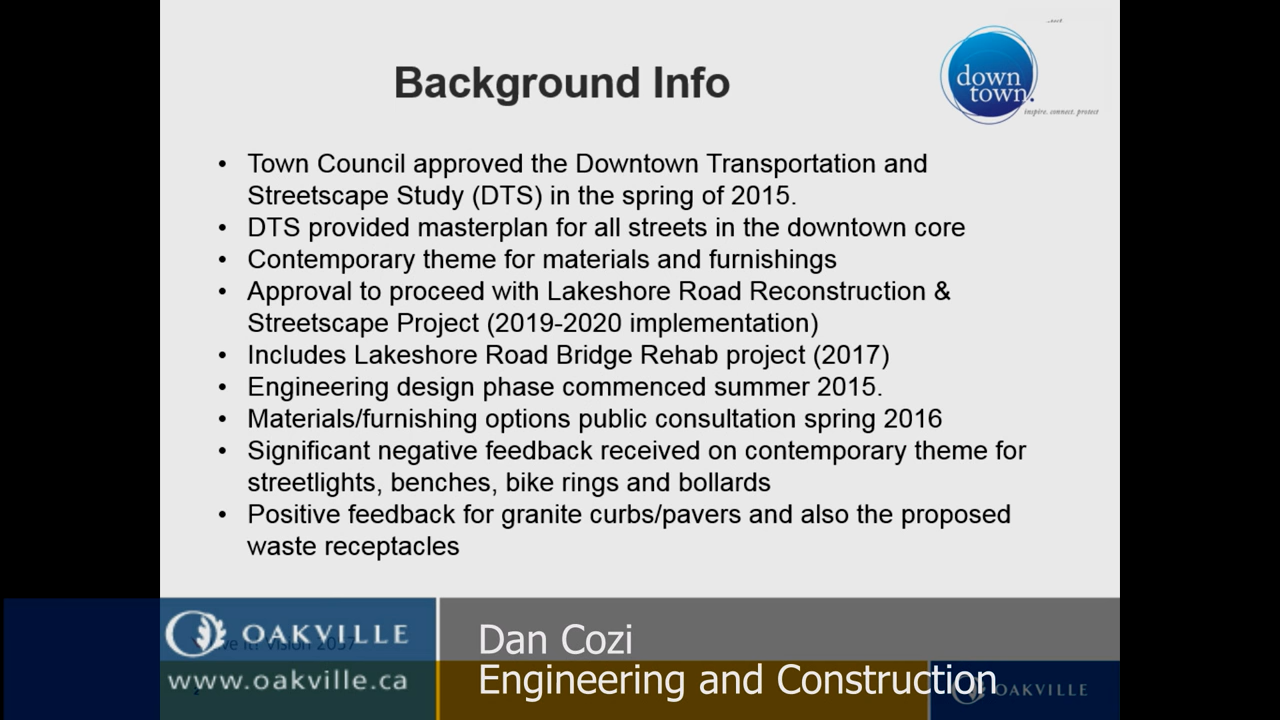 Background Info
down
town.
inspire. connect. protect
• Town Council approved the Downtown Transportation and
Streetscape Study (DTS) in the spring of 2015.
• DTS provided masterplan for all streets in the downtown core
• Contemporary theme for materials and furnishings
• Approval to proceed with Lakeshore Road Reconstruction &
Streetscape Project (2019-2020 implementation)
• Includes Lakeshore Road Bridge Rehab project (2017)
• Engineering design phase commenced summer 2015.
• Materials/furnishing options public consultation spring 2016
• Significant negative feedback received on contemporary theme for
streetlights, benches, bike rings and bollards
• Positive feedback for granite curbs/pavers and also the proposed
waste receptacles
OAKVILLE
www.oakville.ca
Dan Cozi
Engineering and Construction
OAKVILLE